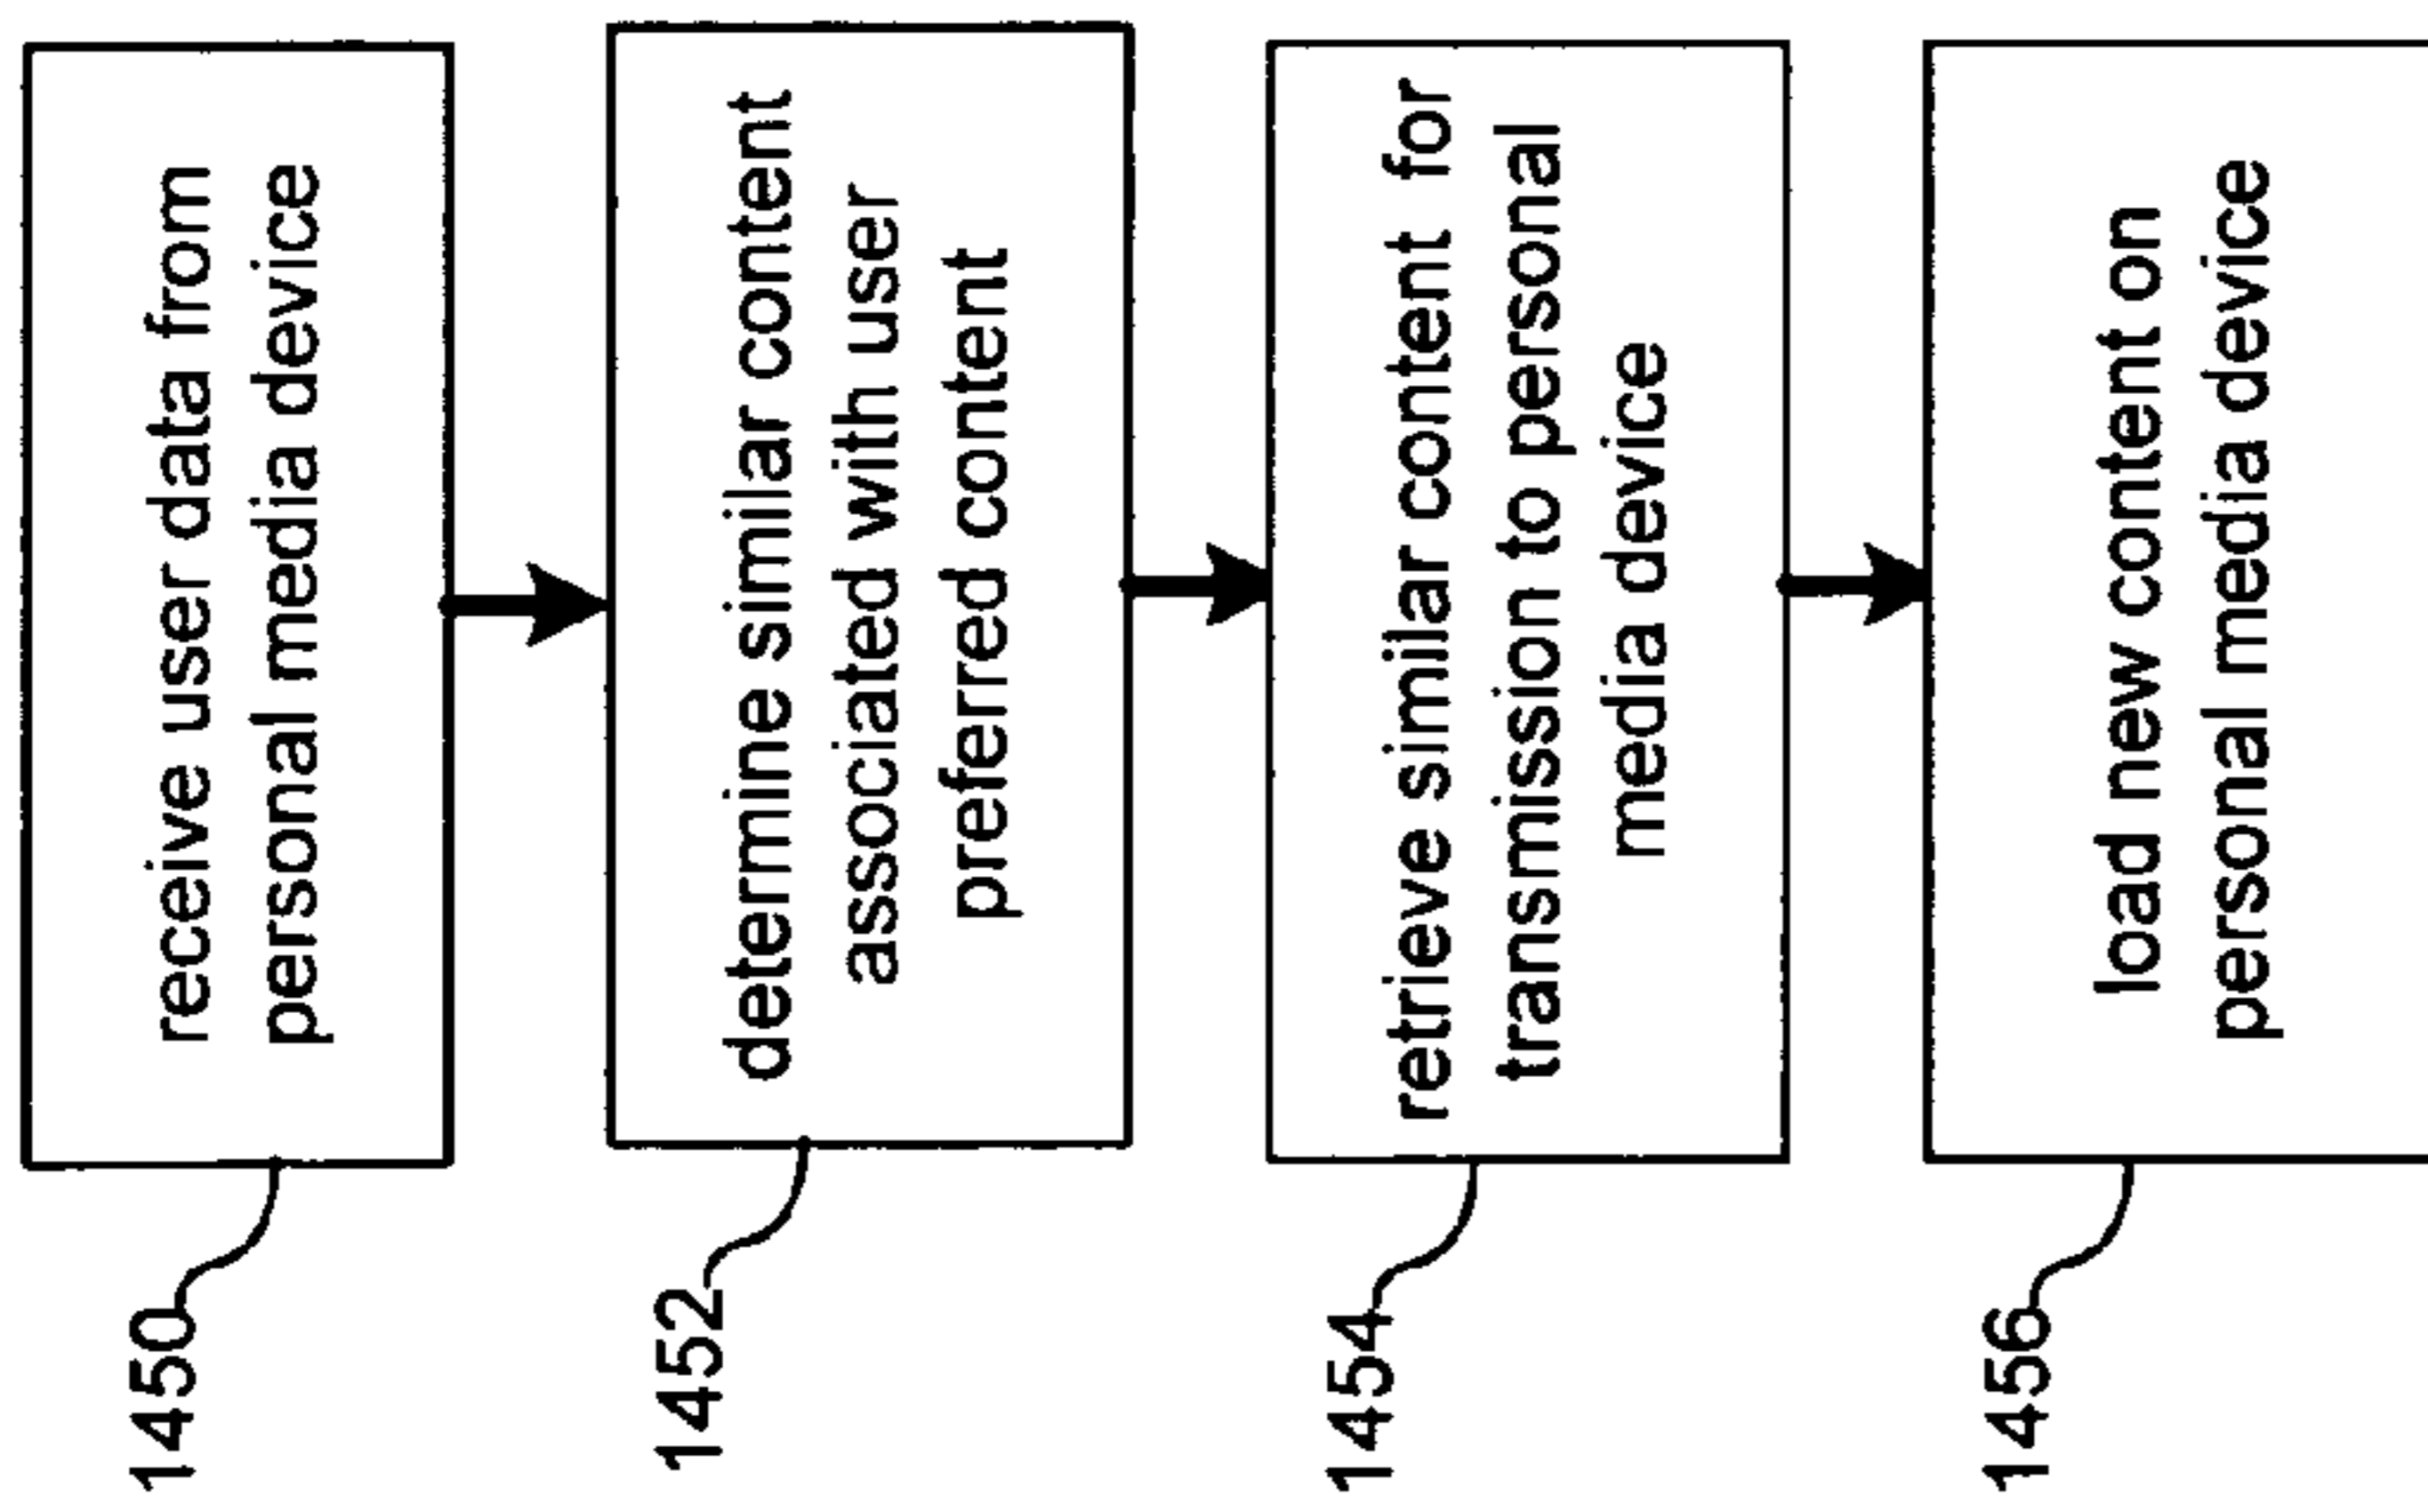 1450
receive user data from
personal media device
1452
determine similar content
associated with user
preferred content
1454
retrieve similar content for
transmission to personal
media device
1456
load new content on
personal media device